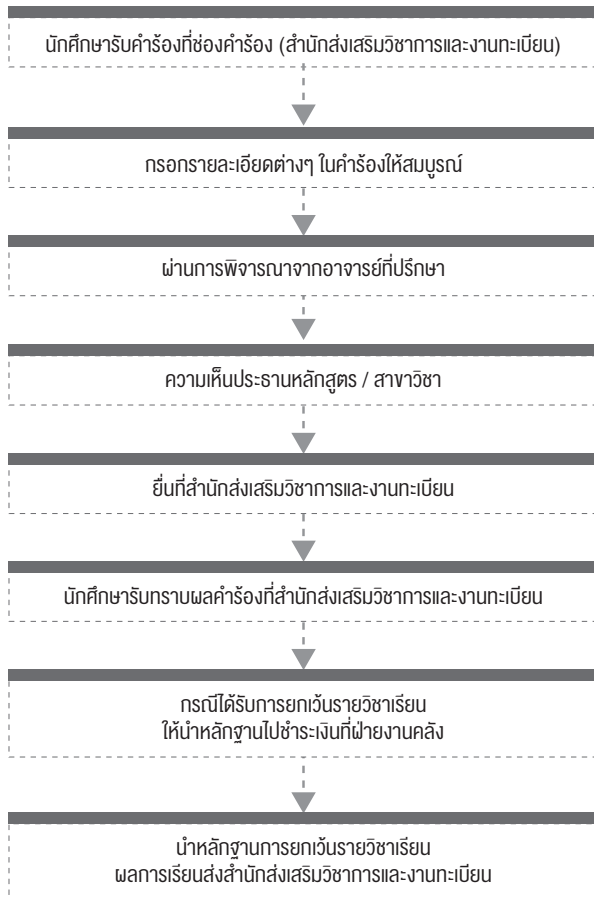 นักศึกษารับคำร้องที่ช่องคำร้อง (สำนักส่งเสริมวิชาการและงานทะเบียน)
กรอกรายละเอียดต่างๆ ในคำร้องให้สมบูรณ์
ผ่านการพิจารณาจากอาจารย์ที่ปรึกษา
ความเห็นประธานหลักสูตร / สาขาวิชา
ยื่นที่สำนักส่งเสริมวิชาการและงานทะเบียน
นักศึกษารับทราบผลคำร้องที่สำนักส่งเสริมวิชาการและงานทะเบียน
กรณีได้รับการยกเว้นรายวิชาเรียน
ให้นำหลักฐานไปชำระเงินที่ฝ่ายงานคลัง
นำหลักฐานการยกเว้นรายวิชาเรียน
ผลการเรียนส่งสำนักส่งเสริมวิชาการและงานทะเบียน